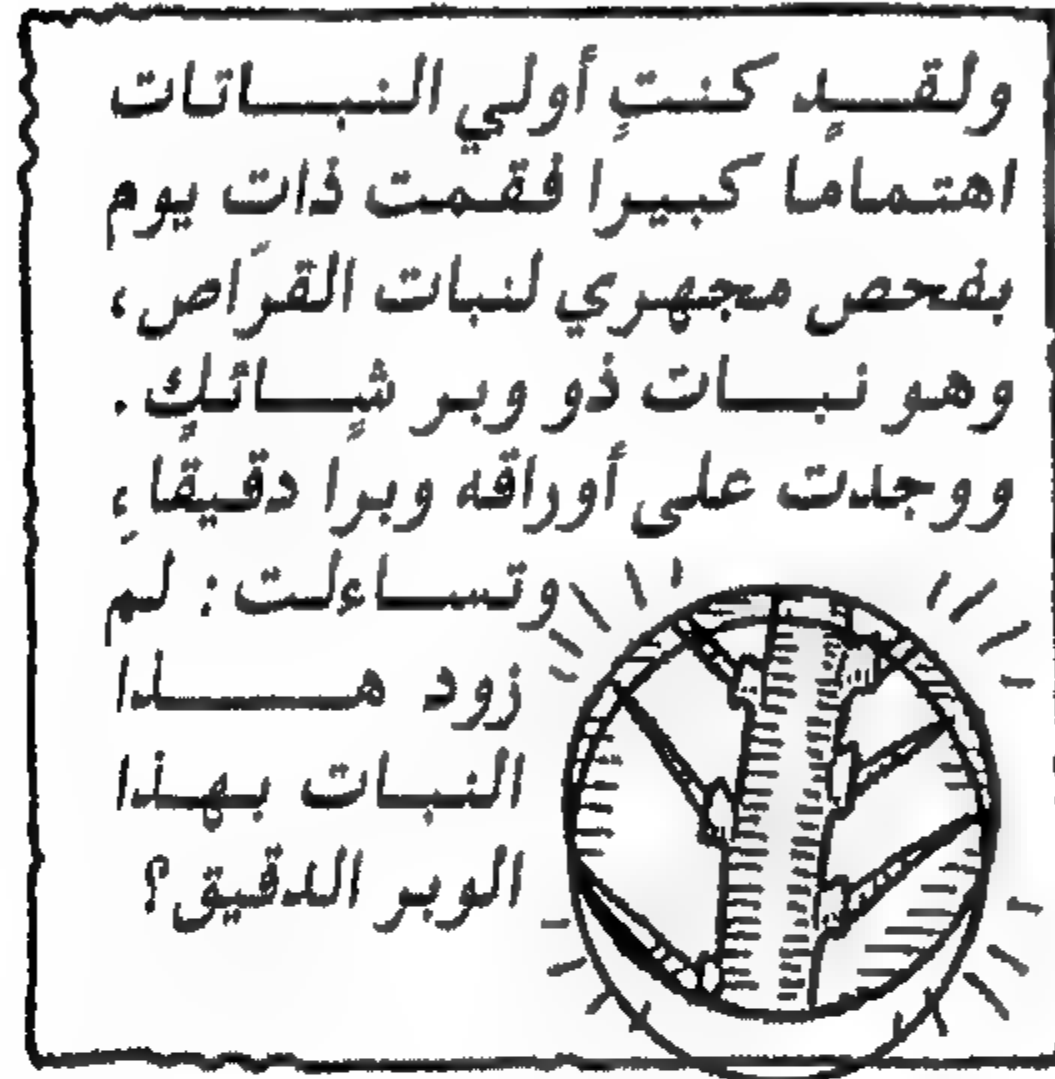 ولقد كنت أولي النباتات
اهتماما كبيرا فقمت ذات يوم
بفحص مجهري لنبات القرّاص،
وهو نبات ذو وبر شائك.
ووجدت على أوراقه وبرا دقيقا،
وتساءلت: لم
زود هذا
النبات بهذا
الوبر الدقيق؟